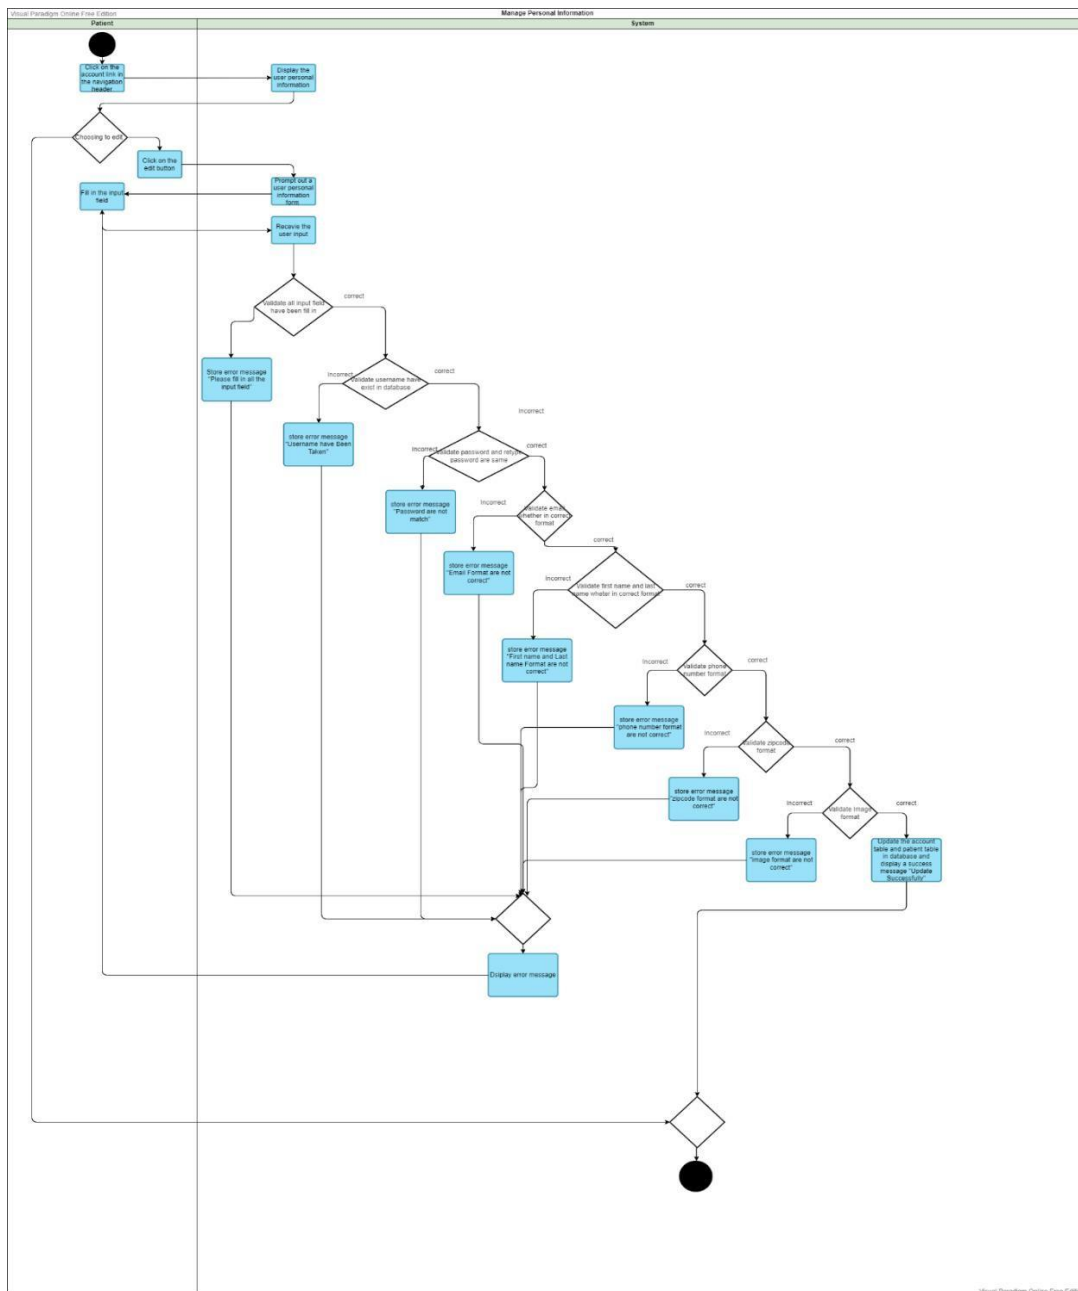 Visual Paradigm Online Free Edition
Manage Personal Information
Patient
System
Click on the
account link in
the navigation
header
Display the
user personal
information
Choosing to edit
Click on the
edit button
Prompt out a
user personal
information
form
Fill in the input
field
Recevie the
user input
Validate all input field
have been fill in
correct
Store error message
"Please fill in all the
input field"
Incorrect
Validate username have
exist in database
correct
store error message
"Username have Been
Taken"
Incorrect
Incorrect
Validate password and retype
password are same
correct
store error message
"Password are not
match"
Incorrect
Validate email
whether in correct
format
correct
store error message
"Email Format are not
correct"
Incorrect
Validate first name and last
name wheter in correct format
correct
store error message
"First name and Last
name Format are not
correct"
Incorrect
Validate phone
number format
correct
store error message
"phone number format
are not correct"
Incorrect
Validate zipcode
format
correct
store error message
"zipcode format are not
correct"
Incorrect
Validate Image
format
correct
store error message
"image format are not
correct"
Update the account
table and patient table
in database and
display a success
message "Update
Successfully"
Dsiplay error message
Visual Paradigm Online Free Editi